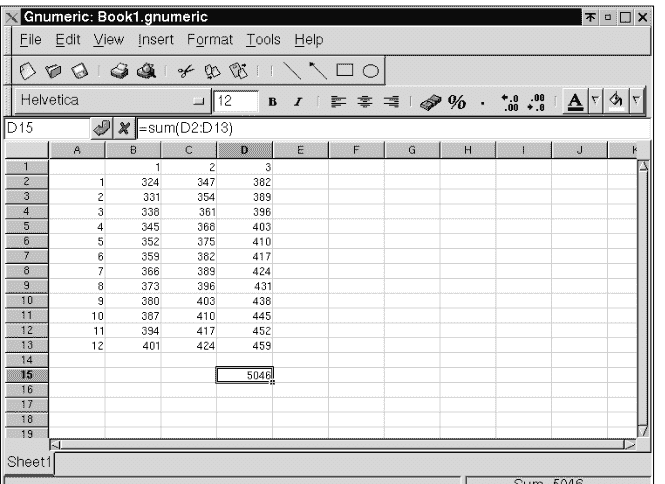 Gnumeric: Book1.gnumeric
File Edit View Insert Format Tools Help
Helvetica 12 B I % . +.0 .00 .00 +.0 A
D15 =sum(D2:D13)
A B C D E F G H I J K
1 1 2 3
2 1 324 347 382
3 2 331 354 389
4 3 338 361 396
5 4 345 368 403
6 5 352 375 410
7 6 359 382 417
8 7 366 389 424
9 8 373 396 431
10 9 380 403 438
11 10 387 410 445
12 11 394 417 452
13 12 401 424 459
14
15 5046
16
17
18
19
Sheet1
Sum 5046